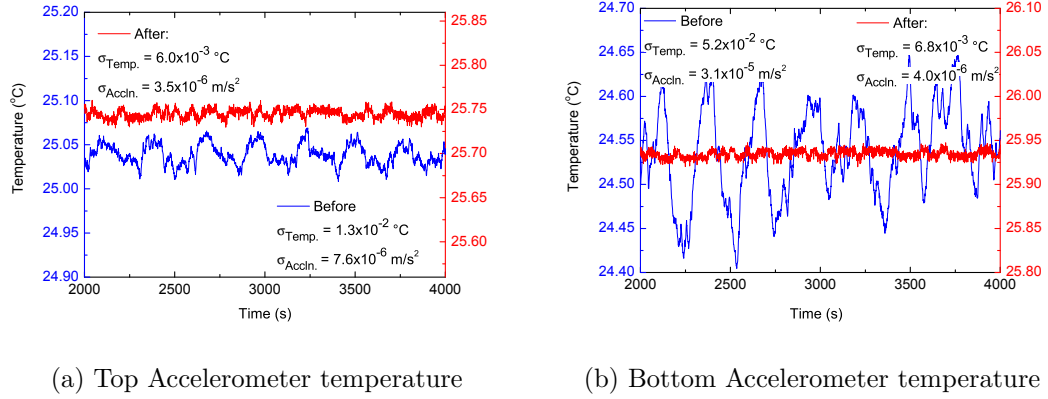 25.20
25.15
25.10
25.05
25.00
24.95
24.90
Temperature (°C)
After:
σTemp. = 6.0x10⁻³ °C
σAccln. = 3.5x10⁻⁶ m/s²
Before
σTemp. = 1.3x10⁻² °C
σAccln. = 7.6x10⁻⁶ m/s²
25.85
25.80
25.75
25.70
25.65
25.60
2000 2500 3000 3500 4000
Time (s)
(a) Top Accelerometer temperature
24.70
24.65
24.60
24.55
24.50
24.45
24.40
Temperature (°C)
Before
σTemp. = 5.2x10⁻² °C
σAccln. = 3.1x10⁻⁵ m/s²
After:
σTemp. = 6.8x10⁻³ °C
σAccln. = 4.0x10⁻⁶ m/s²
26.10
26.05
26.00
25.95
25.90
25.85
25.80
2000 2500 3000 3500 4000
Time (s)
(b) Bottom Accelerometer temperature